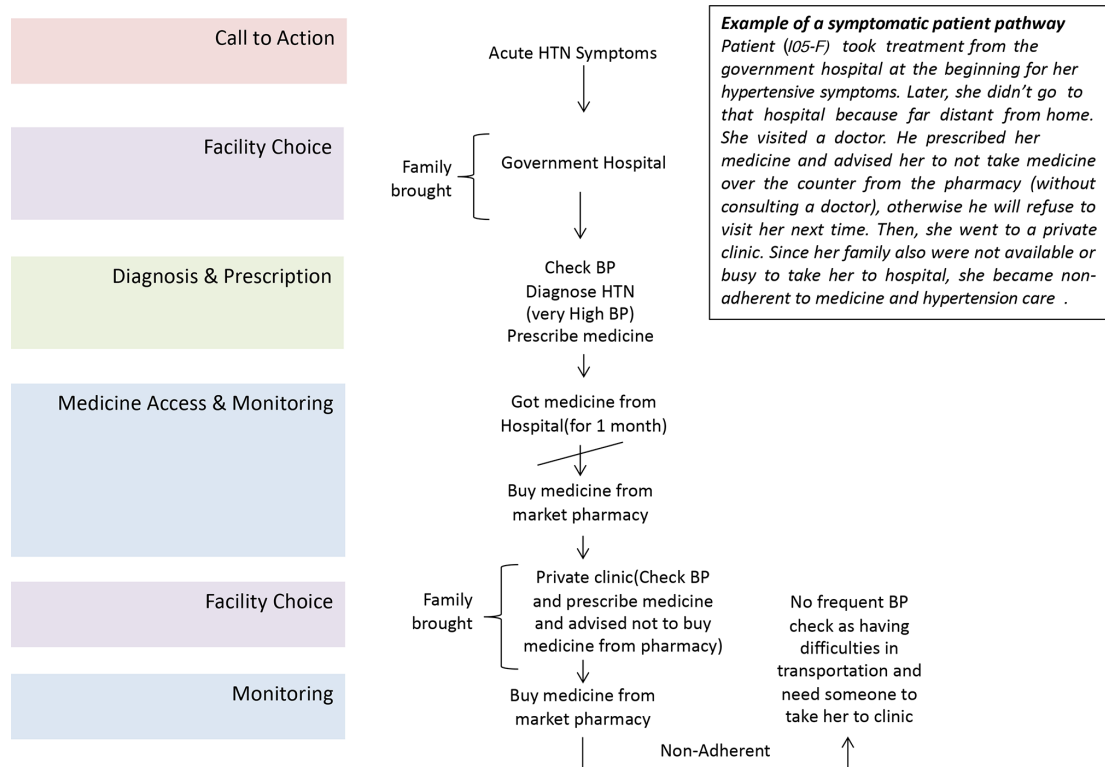 Call to Action
Facility Choice
Diagnosis & Prescription
Medicine Access & Monitoring
Facility Choice
Monitoring
Acute HTN Symptoms
Family
brought
Government Hospital
Check BP
Diagnose HTN
(very High BP)
Prescribe medicine
Got medicine from
Hospital(for 1 month)
Buy medicine from
market pharmacy
Family
brought
Private clinic(Check BP
and prescribe medicine
and advised not to buy
medicine from pharmacy)
Buy medicine from
market pharmacy
Non-Adherent
No frequent BP
check as having
difficulties in
transportation and
need someone to
take her to clinic
Example of a symptomatic patient pathway
Patient (I05-F) took treatment from the
government hospital at the beginning for her
hypertensive symptoms. Later, she didn't go to
that hospital because far distant from home.
She visited a doctor. He prescribed her
medicine and advised her to not take medicine
over the counter from the pharmacy (without
consulting a doctor), otherwise he will refuse to
visit her next time. Then, she went to a private
clinic. Since her family also were not available or
busy to take her to hospital, she became non-
adherent to medicine and hypertension care .